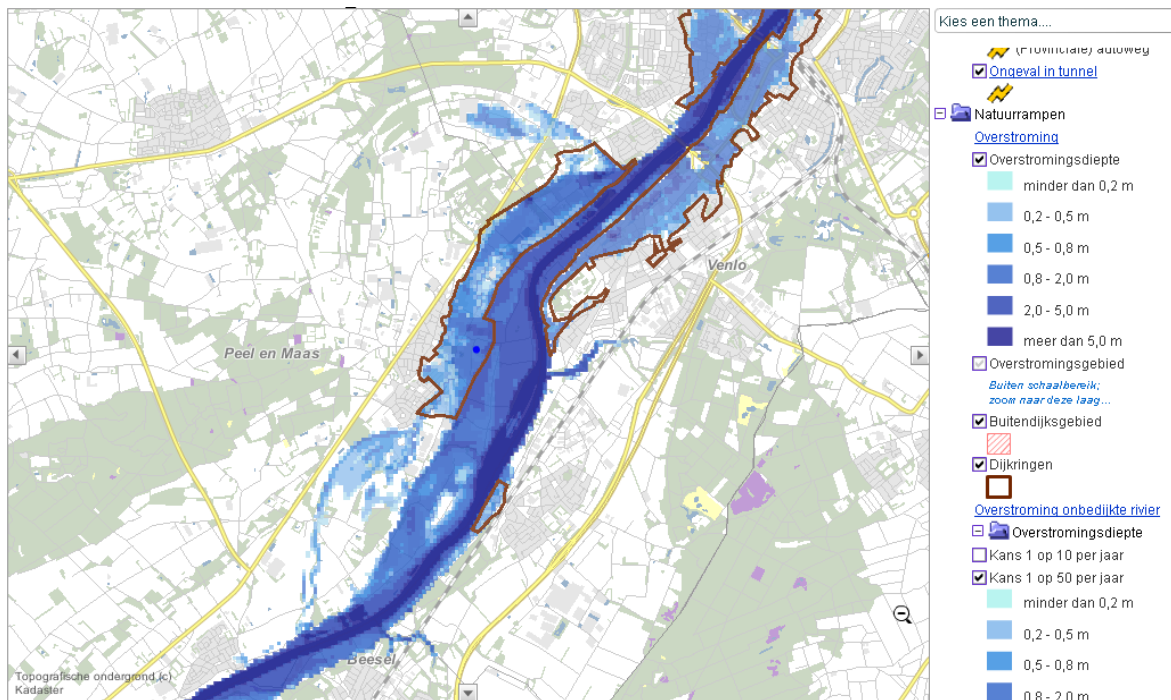 Venlo
Peel en Maas
Beesel
Topografische ondergrond (c)
Kadaster
Kies een thema....
(Provinciale) autoweg
Ongeval in tunnel
Natuurrampen
Overstroming
Overstromingsdiepte
minder dan 0,2 m
0,2 - 0,5 m
0,5 - 0,8 m
0,8 - 2,0 m
2,0 - 5,0 m
meer dan 5,0 m
Overstromingsgebied
Buiten schaalbereik;
zoom naar deze laag...
Buitendijksgebied
Dijkringen
Overstroming onbedijkte rivier
Overstromingsdiepte
Kans 1 op 10 per jaar
Kans 1 op 50 per jaar
minder dan 0,2 m
0,2 - 0,5 m
0,5 - 0,8 m
0,8 - 2,0 m